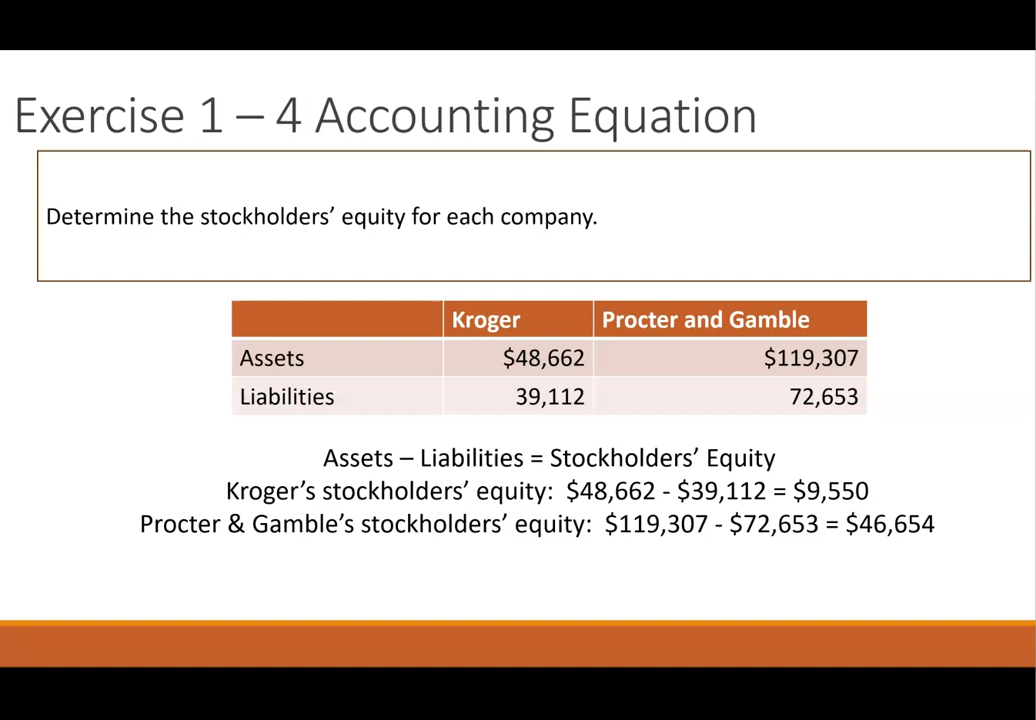 Exercise 1 – 4 Accounting Equation
Determine the stockholders’ equity for each company.
Kroger Procter and Gamble
Assets $48,662 $119,307
Liabilities 39,112 72,653
Assets – Liabilities = Stockholders’ Equity
Kroger’s stockholders’ equity: $48,662 - $39,112 = $9,550
Procter & Gamble’s stockholders’ equity: $119,307 - $72,653 = $46,654